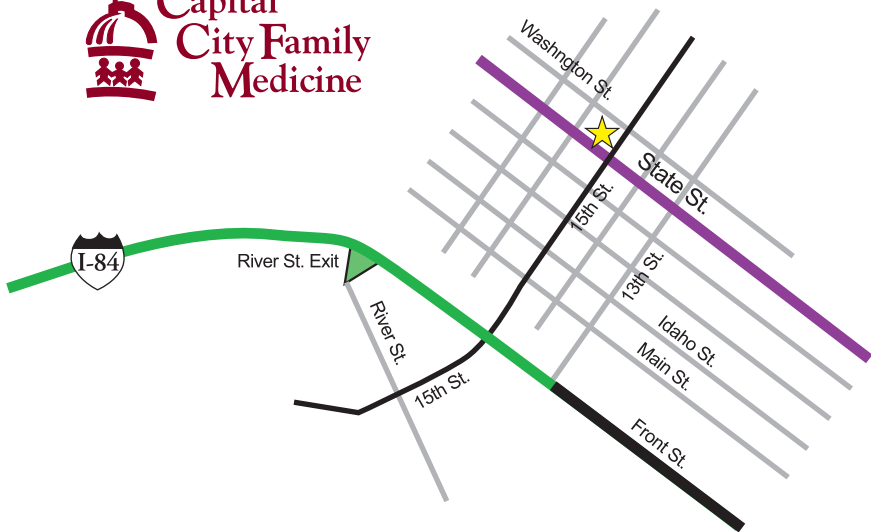 Capital
City Family
Medicine
Washngton St.
State St.
15th St.
I-84
River St. Exit
13th St.
River St.
Idaho St.
Main St.
15th St.
Front St.